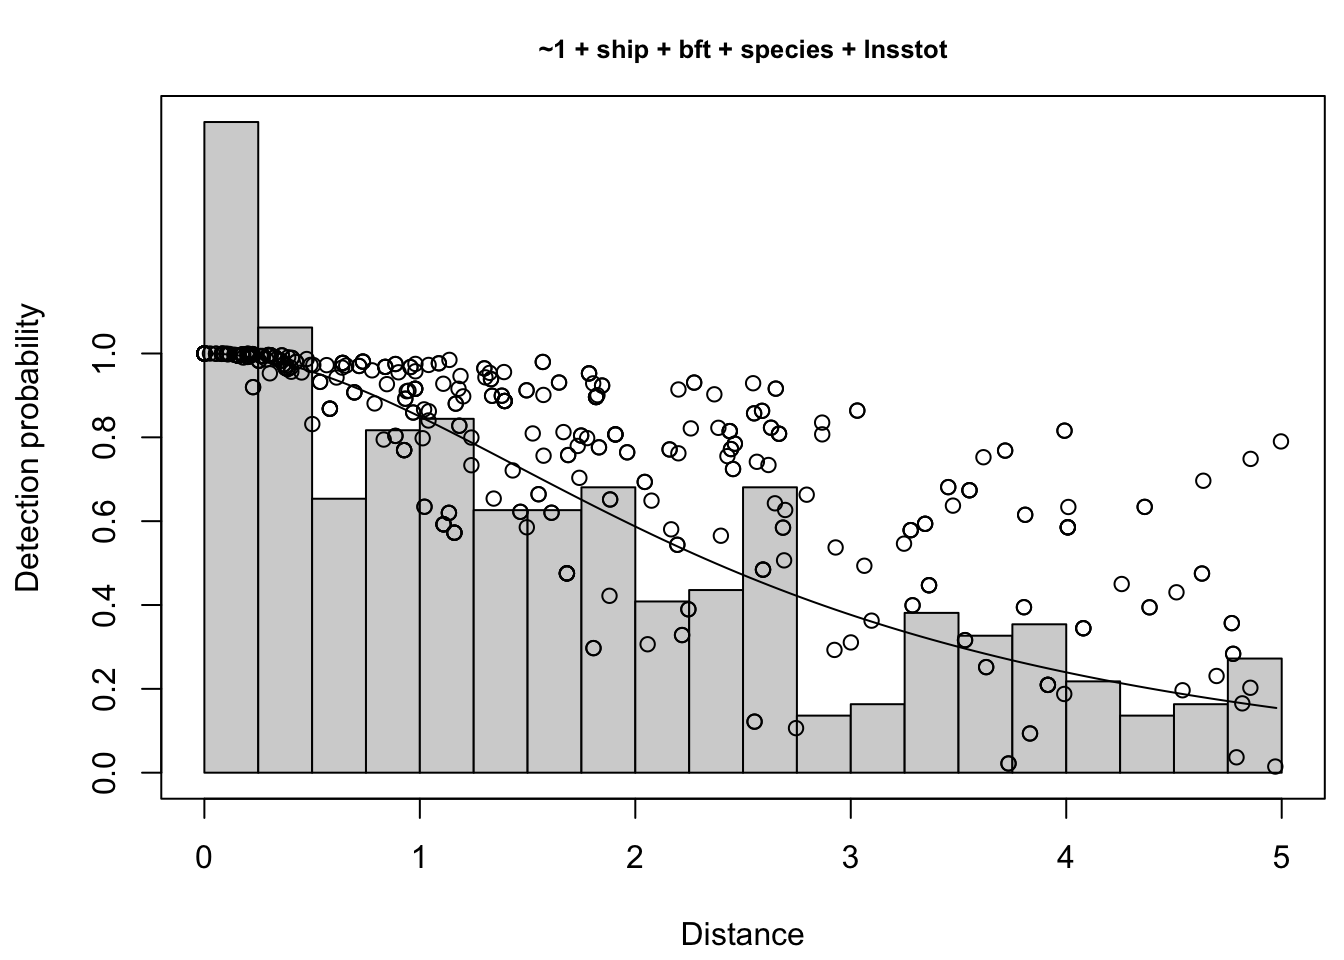 ~1 + ship + bft + species + lnsstot
Detection probability
1.0
0.8
0.6
0.4
0.2
0.0
0 1 2 3 4 5
Distance